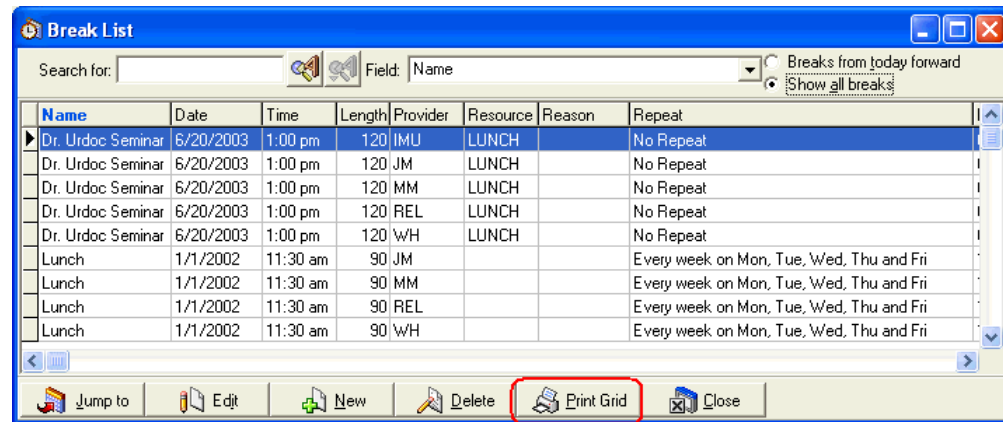 Break List
Search for: Field: Name Breaks from today forward
Show all breaks
Name Date Time Length Provider Resource Reason Repeat
Dr. Urdoc Seminar 6/20/2003 1:00 pm 120 IMU LUNCH No Repeat
Dr. Urdoc Seminar 6/20/2003 1:00 pm 120 JM LUNCH No Repeat
Dr. Urdoc Seminar 6/20/2003 1:00 pm 120 MM LUNCH No Repeat
Dr. Urdoc Seminar 6/20/2003 1:00 pm 120 REL LUNCH No Repeat
Dr. Urdoc Seminar 6/20/2003 1:00 pm 120 WH LUNCH No Repeat
Lunch 1/1/2002 11:30 am 90 JM Every week on Mon, Tue, Wed, Thu and Fri
Lunch 1/1/2002 11:30 am 90 MM Every week on Mon, Tue, Wed, Thu and Fri
Lunch 1/1/2002 11:30 am 90 REL Every week on Mon, Tue, Wed, Thu and Fri
Lunch 1/1/2002 11:30 am 90 WH Every week on Mon, Tue, Wed, Thu and Fri
Jump to Edit New Delete Print Grid Close